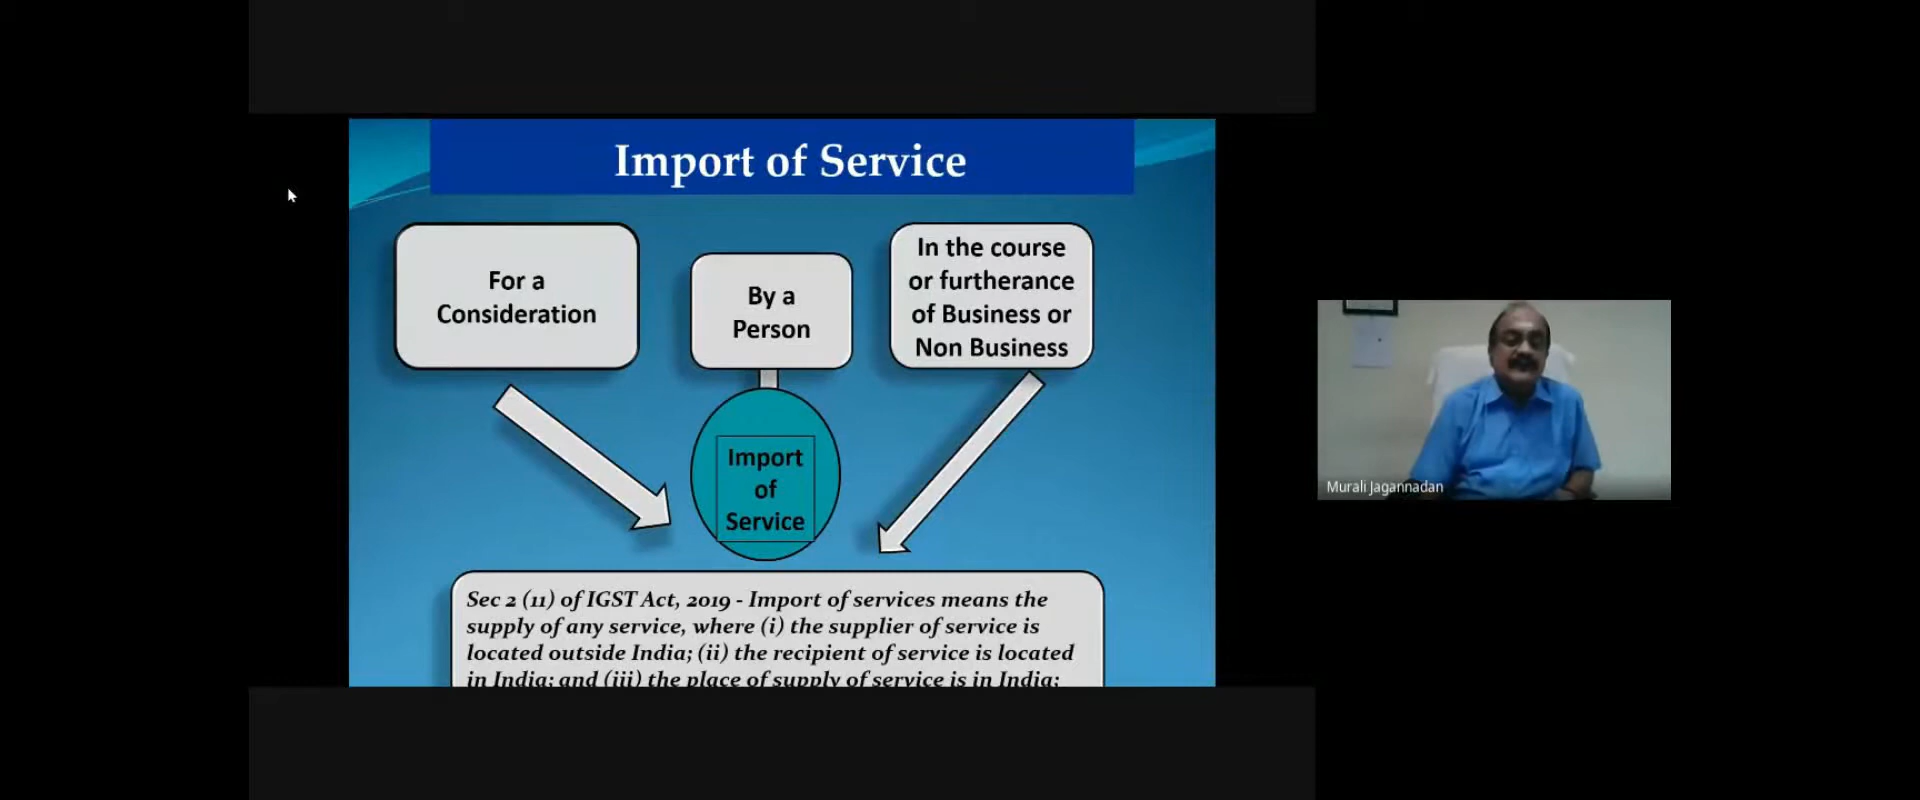 Import of Service
For a
Consideration
By a
Person
In the course
or furtherance
of Business or
Non Business
Import
of
Service
Sec 2 (11) of IGST Act, 2019 - Import of services means the
supply of any service, where (i) the supplier of service is
located outside India; (ii) the recipient of service is located
in India; and (iii) the place of supply of service is in India;
Murali Jagannadan